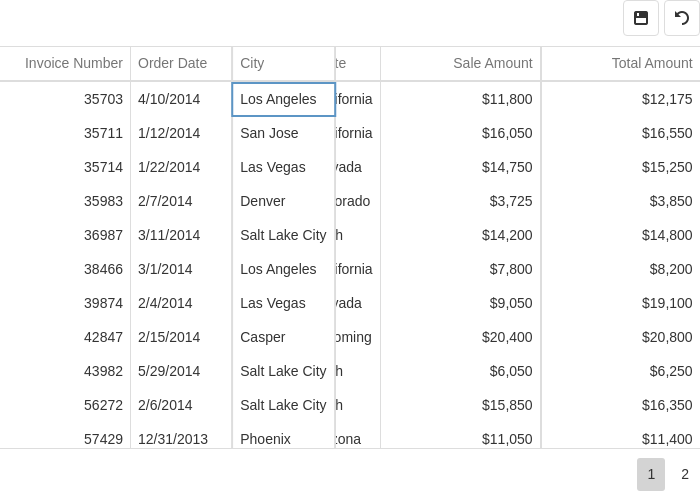 Invoice Number Order Date City te Sale Amount Total Amount
35703 4/10/2014 Los Angeles ifornia $11,800 $12,175
35711 1/12/2014 San Jose ifornia $16,050 $16,550
35714 1/22/2014 Las Vegas vada $14,750 $15,250
35983 2/7/2014 Denver orado $3,725 $3,850
36987 3/11/2014 Salt Lake City h $14,200 $14,800
38466 3/1/2014 Los Angeles ifornia $7,800 $8,200
39874 2/4/2014 Las Vegas vada $9,050 $19,100
42847 2/15/2014 Casper oming $20,400 $20,800
43982 5/29/2014 Salt Lake City h $6,050 $6,250
56272 2/6/2014 Salt Lake City h $15,850 $16,350
57429 12/31/2013 Phoenix zona $11,050 $11,400
1 2